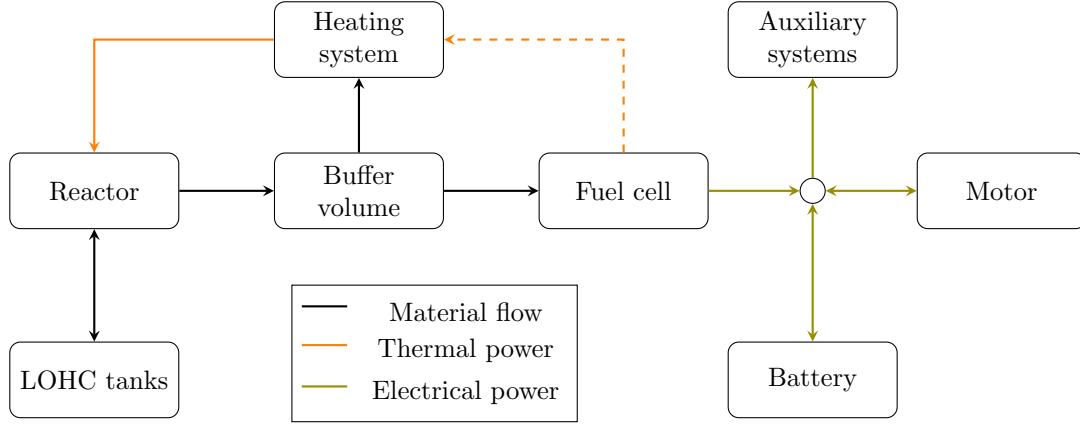 Heating
system
Auxiliary
systems
Reactor
Buffer
volume
Fuel cell
Motor
Material flow
Thermal power
Electrical power
LOHC tanks
Battery